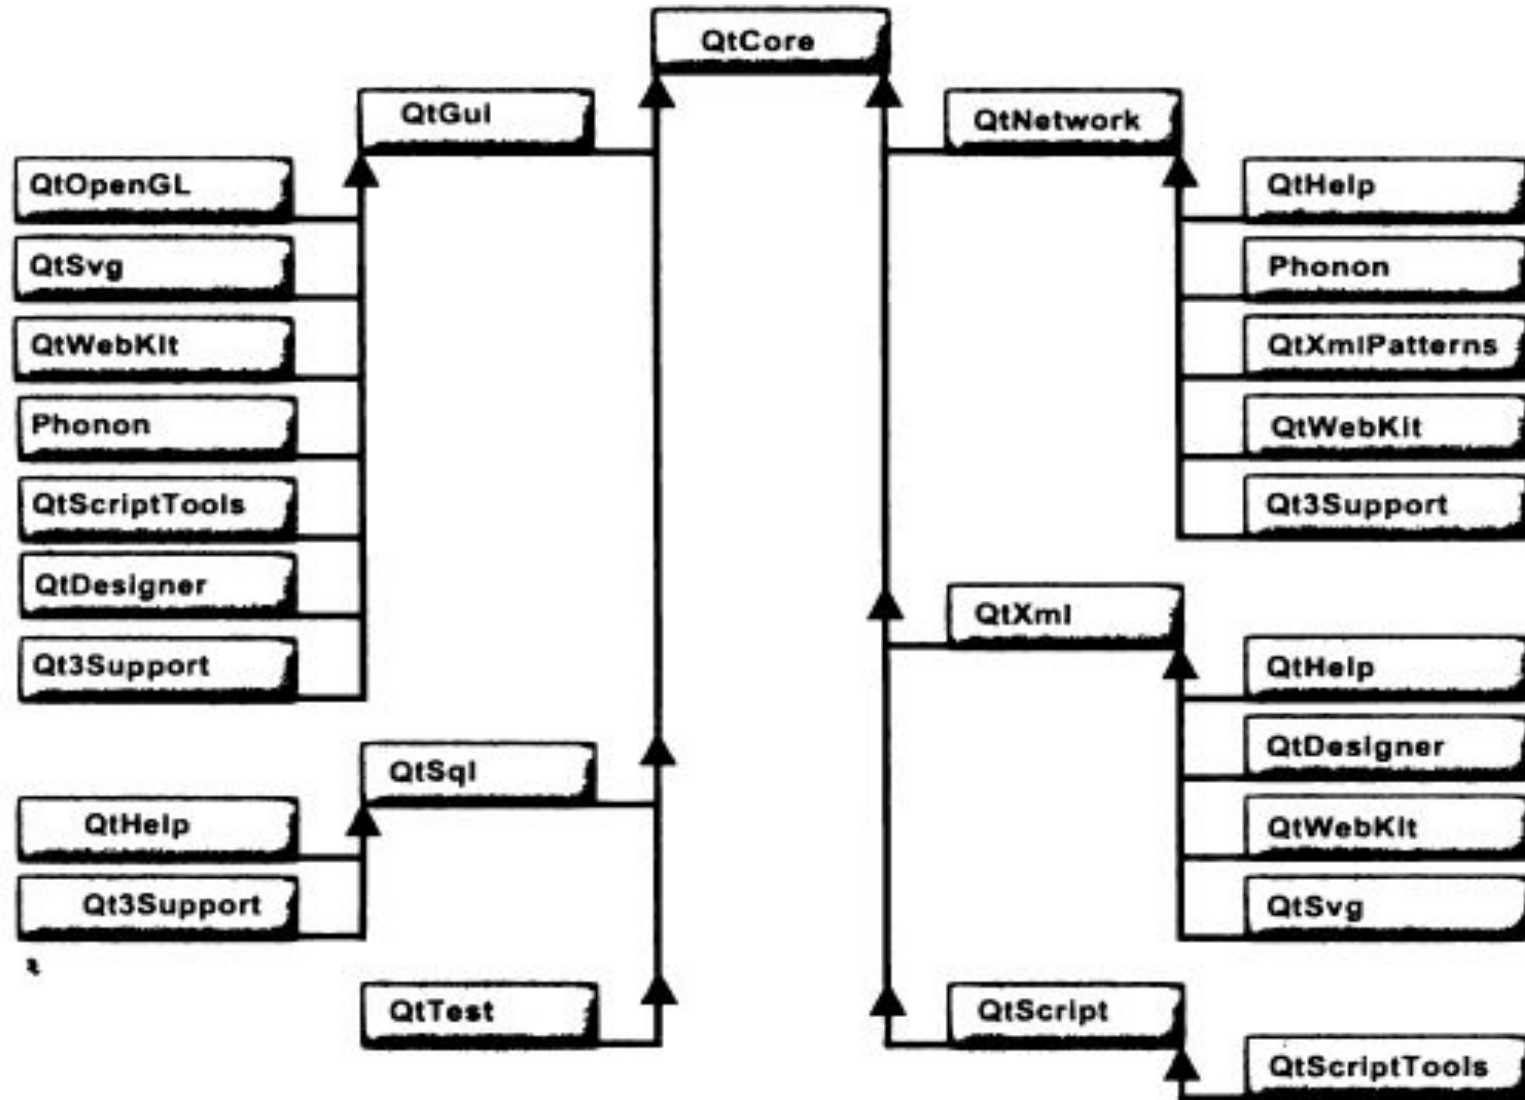 QtCore
QtGui
QtNetwork
QtOpenGL
QtHelp
QtSvg
Phonon
QtWebKit
QtXmlPatterns
Phonon
QtWebKit
QtScriptTools
Qt3Support
QtDesigner
QtXml
Qt3Support
QtHelp
QtDesigner
QtSql
QtHelp
QtWebKit
Qt3Support
QtSvg
QtTest
QtScript
QtScriptTools